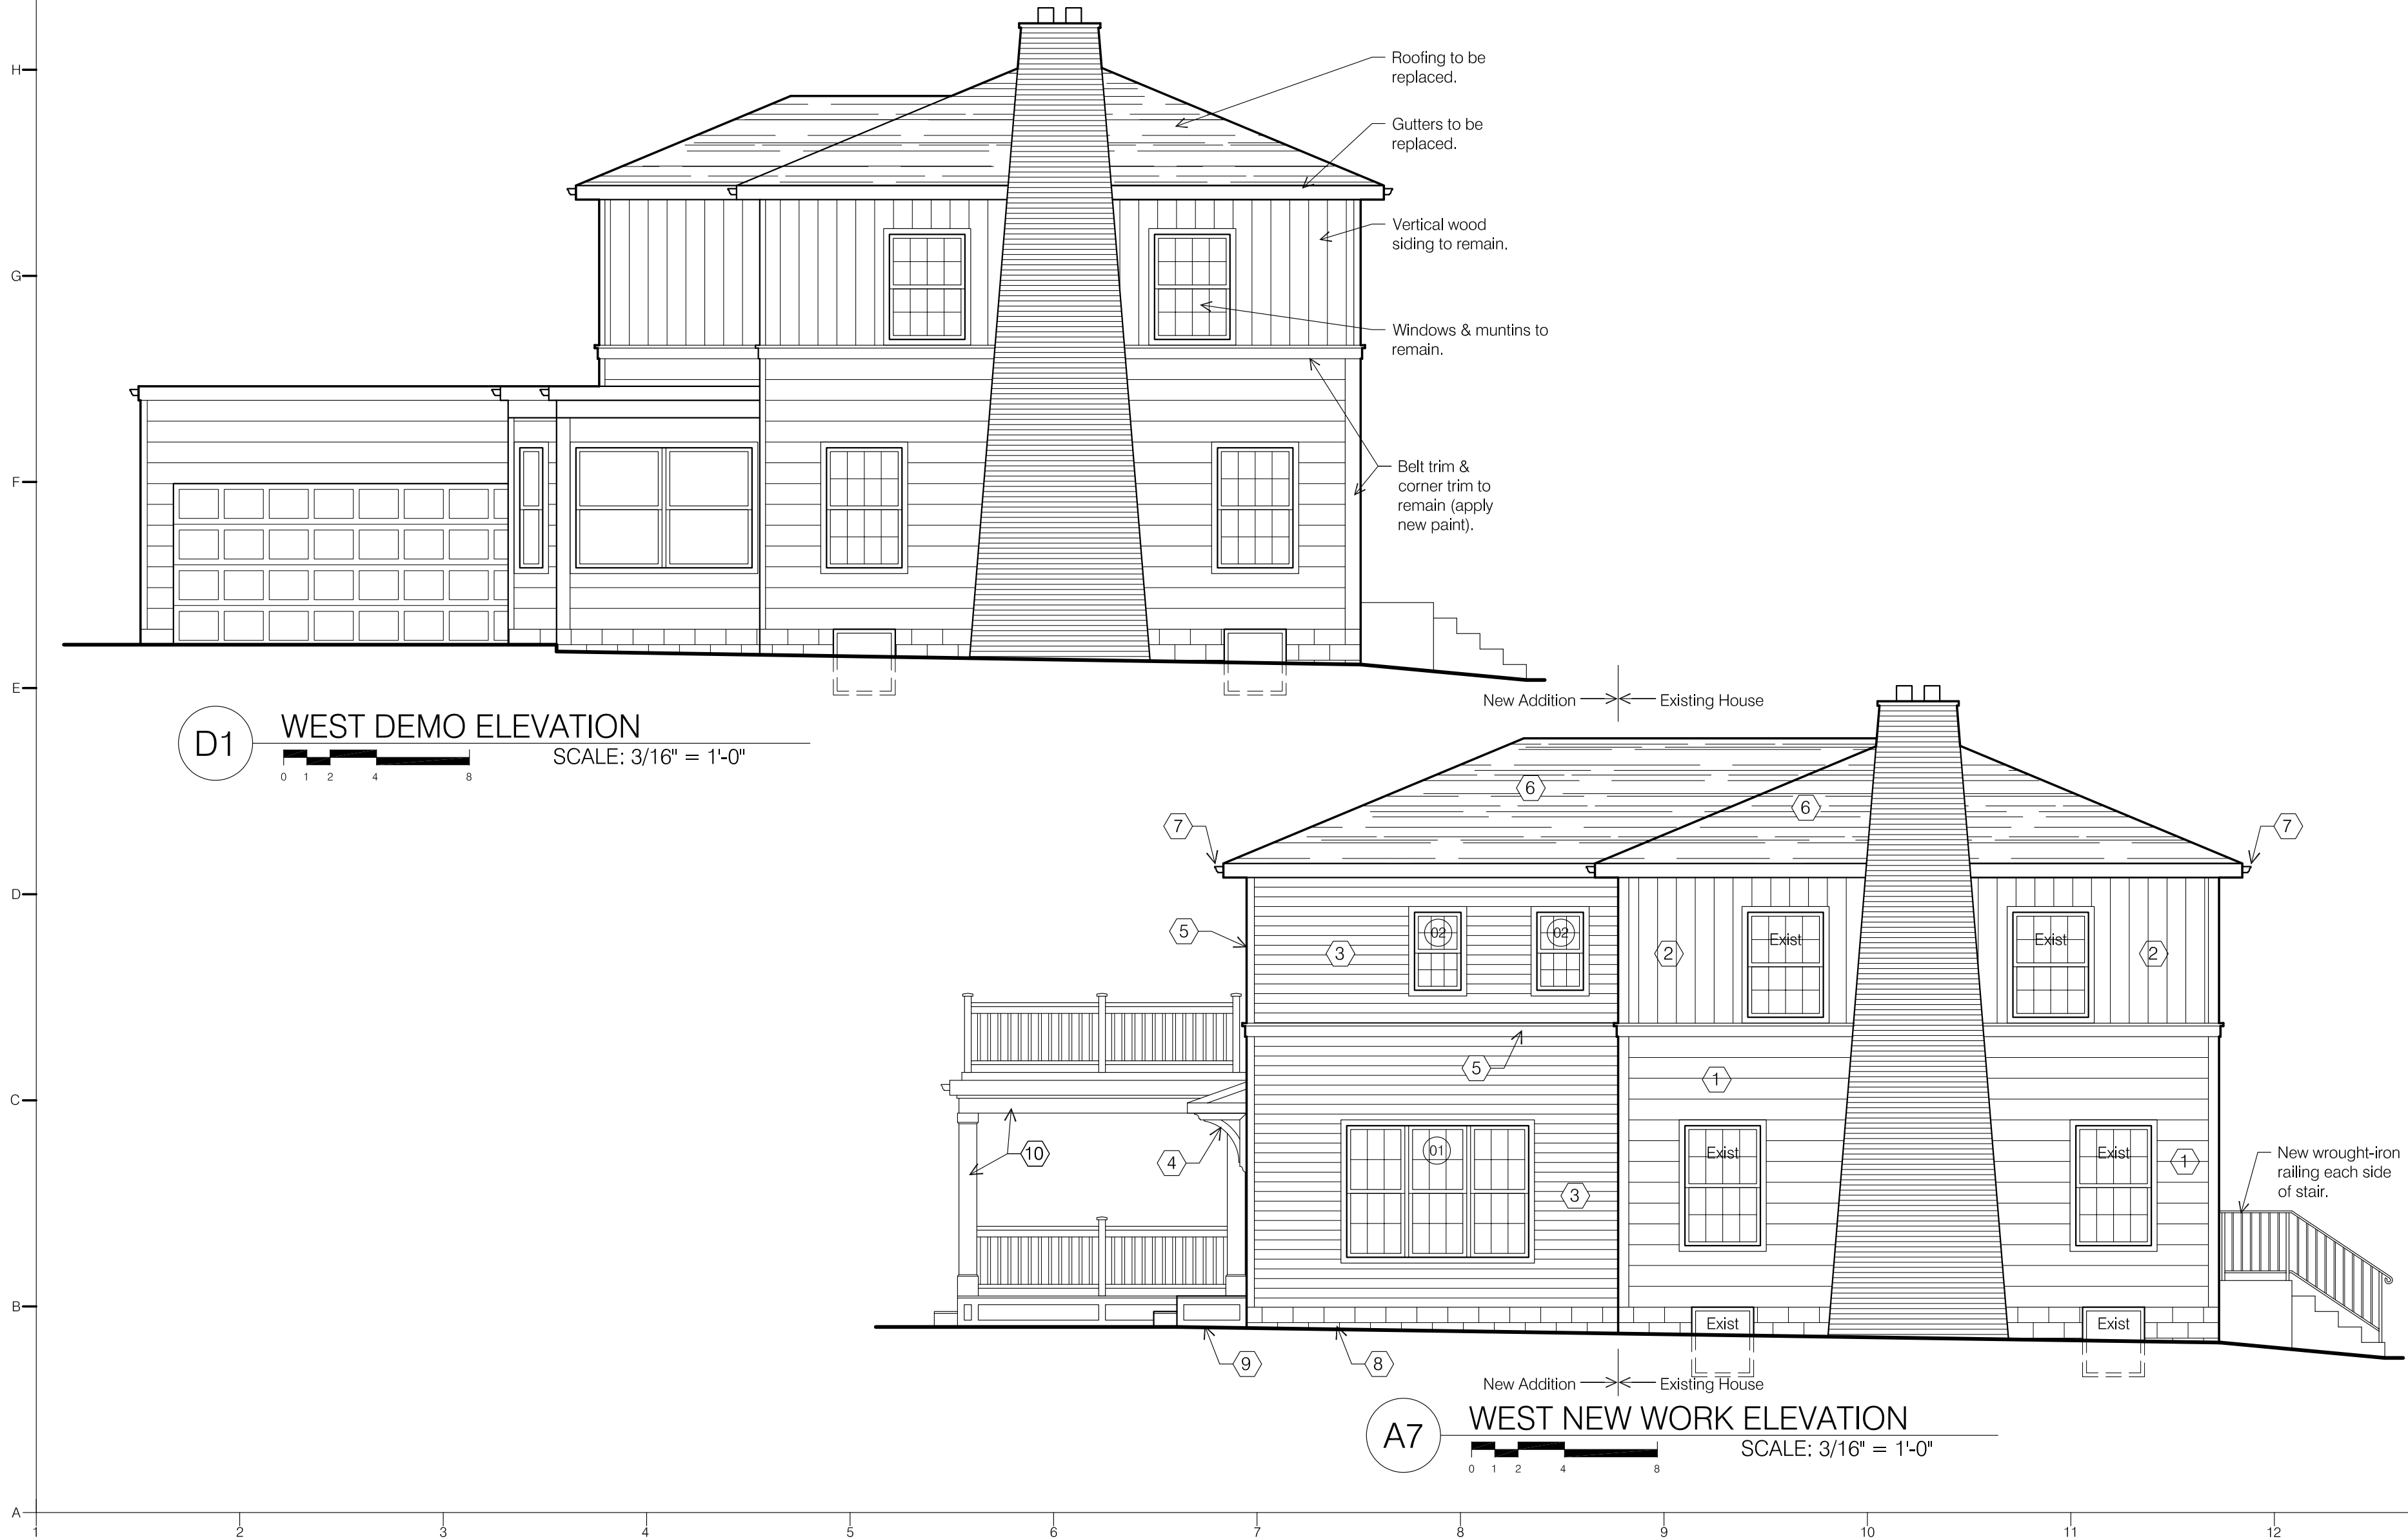 H
Roofing to be
replaced.
Gutters to be
replaced.
Vertical wood
siding to remain.
G
Windows & muntins to
remain.
Belt trim &
corner trim to
remain (apply
new paint).
F
E
D1
WEST DEMO ELEVATION
SCALE: 3/16" = 1'-0"
0 1 2 4 8
New Addition
Existing House
6
6
7
7
D
5
02
02
Exist
Exist
3
2
2
5
1
C
10
4
01
Exist
Exist
1
3
New wrought-iron
railing each side
of stair.
B
Exist
Exist
9
8
New Addition
Existing House
A7
WEST NEW WORK ELEVATION
SCALE: 3/16" = 1'-0"
0 1 2 4 8
A
1 2 3 4 5 6 7 8 9 10 11 12